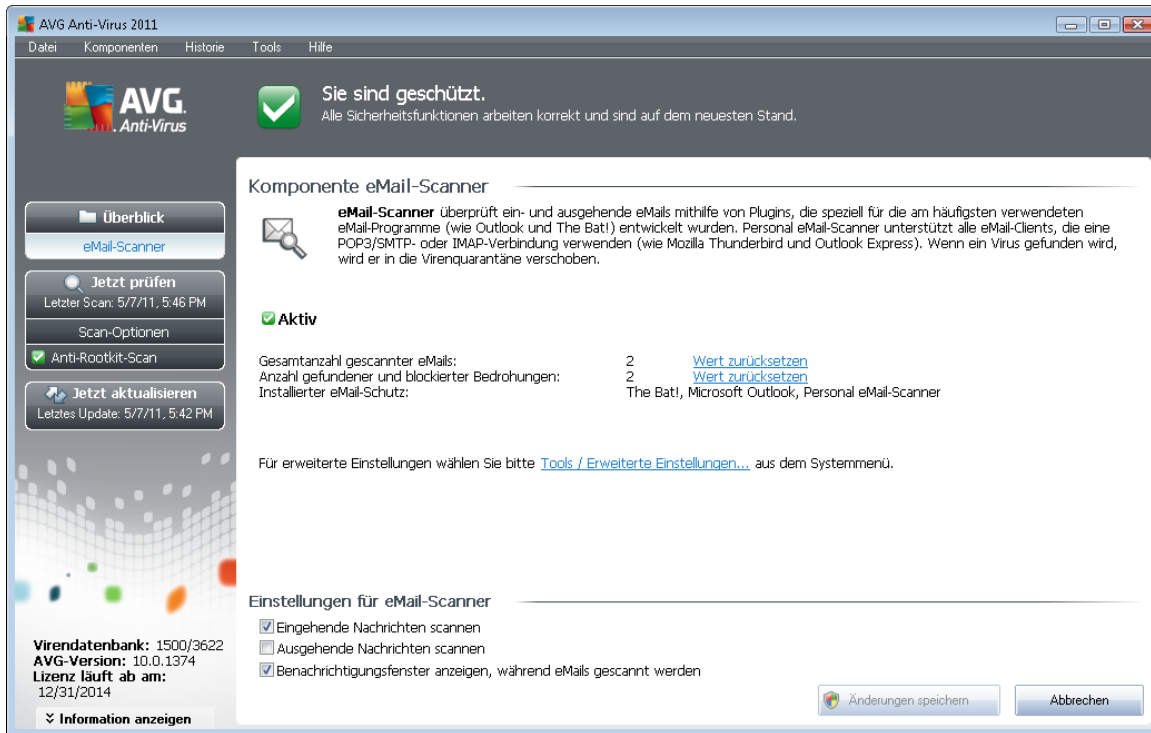 AVG Anti-Virus 2011
Datei Komponenten Historie Tools Hilfe
AVG.
Anti-Virus
Sie sind geschützt.
Alle Sicherheitsfunktionen arbeiten korrekt und sind auf dem neuesten Stand.
Überblick
eMail-Scanner
Jetzt prüfen
Letzter Scan: 5/7/11, 5:46 PM
Scan-Optionen
Anti-Rootkit-Scan
Jetzt aktualisieren
Letztes Update: 5/7/11, 5:42 PM
Virendatenbank: 1500/3622
AVG-Version: 10.0.1374
Lizenz läuft ab am:
12/31/2014
Information anzeigen
Komponente eMail-Scanner
eMail-Scanner überprüft ein- und ausgehende eMails mithilfe von Plugins, die speziell für die am häufigsten verwendeten
eMail-Programme (wie Outlook und The Bat!) entwickelt wurden. Personal eMail-Scanner unterstützt alle eMail-Clients, die eine
POP3/SMTP- oder IMAP-Verbindung verwenden (wie Mozilla Thunderbird und Outlook Express). Wenn ein Virus gefunden wird,
wird er in die Virenquarantäne verschoben.
Aktiv
Gesamtanzahl gescannter eMails: 2 Wert zurücksetzen
Anzahl gefundener und blockierter Bedrohungen: 2 Wert zurücksetzen
Installierter eMail-Schutz: The Bat!, Microsoft Outlook, Personal eMail-Scanner
Für erweiterte Einstellungen wählen Sie bitte Tools / Erweiterte Einstellungen... aus dem Systemmenü.
Einstellungen für eMail-Scanner
Eingehende Nachrichten scannen
Ausgehende Nachrichten scannen
Benachrichtigungsfenster anzeigen, während eMails gescannt werden
Änderungen speichern
Abbrechen